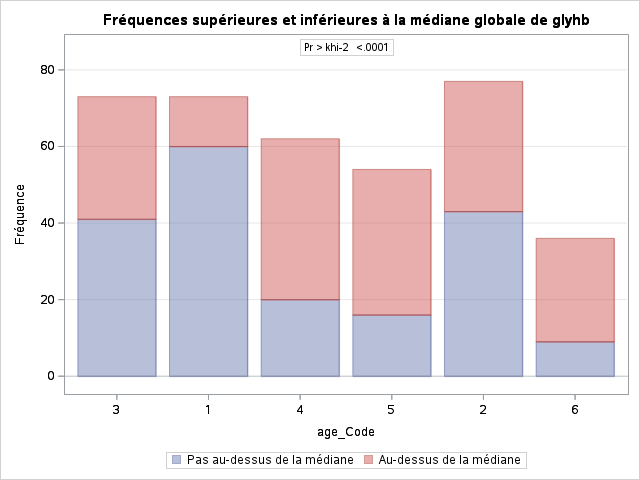 Fréquences supérieures et inférieures à la médiane globale de glyhb
Pr > khi-2 <.0001
80
60
40
20
0
Fréquence
3 1 4 5 2 6
age_Code
Pas au-dessus de la médiane Au-dessus de la médiane